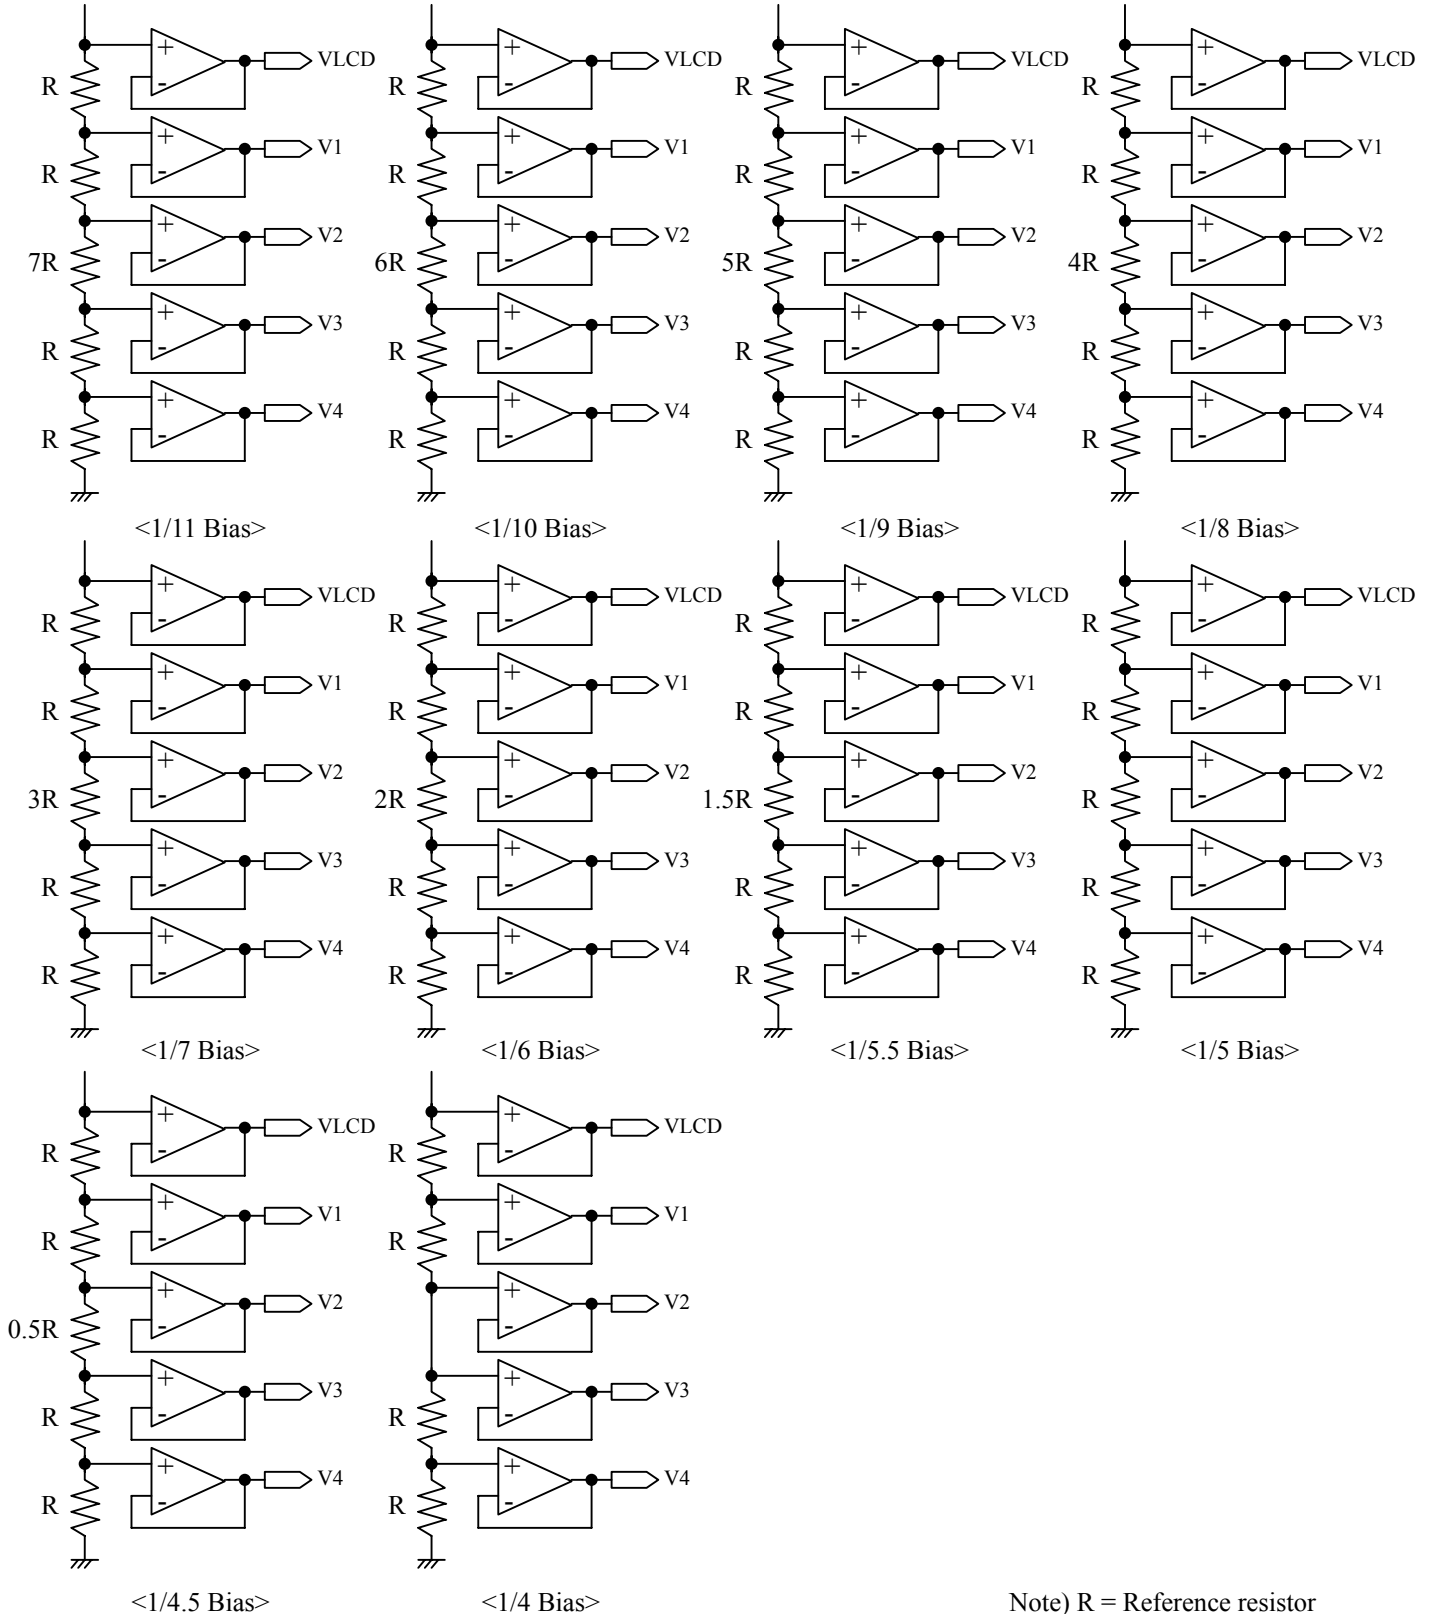 VLCD VLCD VLCD VLCD
R R R R
V1 V1 V1 V1
R R R R
V2 V2 V2 V2
7R 6R 5R 4R
V3 V3 V3 V3
R R R R
V4 V4 V4 V4
R R R R
<1/11 Bias> <1/10 Bias> <1/9 Bias> <1/8 Bias>
VLCD VLCD VLCD VLCD
R R R R
V1 V1 V1 V1
R R R R
V2 V2 V2 V2
3R 2R 1.5R R
V3 V3 V3 V3
R R R R
V4 V4 V4 V4
R R R R
<1/7 Bias> <1/6 Bias> <1/5.5 Bias> <1/5 Bias>
VLCD VLCD
R R
V1 V1
R R
V2 V2
0.5R
V3 V3
R R
V4 V4
R R
<1/4.5 Bias> <1/4 Bias> Note) R = Reference resistor